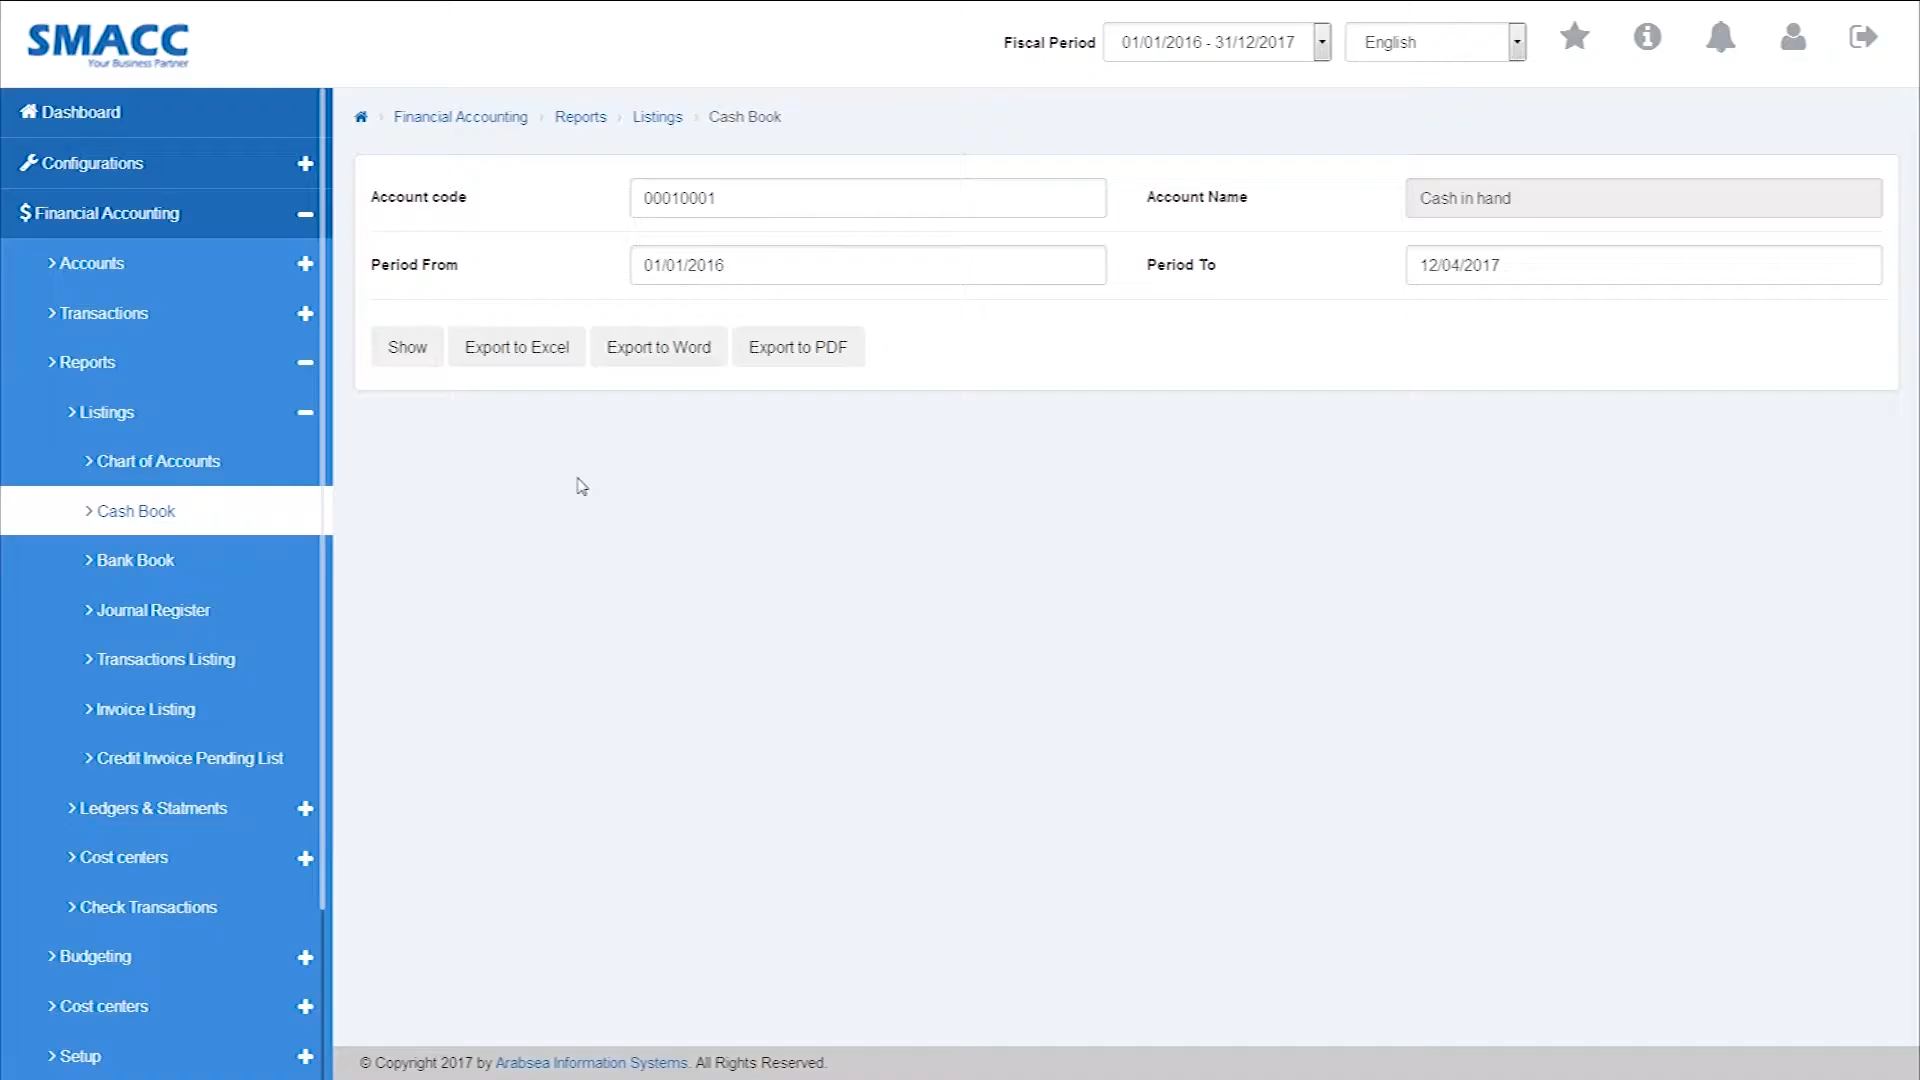 SMACC
Your Business Partner
Fiscal Period 01/01/2016 - 31/12/2017 English
Dashboard
Configurations
$ Financial Accounting
Accounts
Transactions
Reports
Listings
Chart of Accounts
Cash Book
Bank Book
Journal Register
Transactions Listing
Invoice Listing
Credit Invoice Pending List
Ledgers & Statments
Cost centers
Check Transactions
Budgeting
Cost centers
Setup
Financial Accounting › Reports › Listings › Cash Book
Account code 00010001 Account Name Cash in hand
Period From 01/01/2016 Period To 12/04/2017
Show Export to Excel Export to Word Export to PDF
© Copyright 2017 by Arabsea Information Systems. All Rights Reserved.